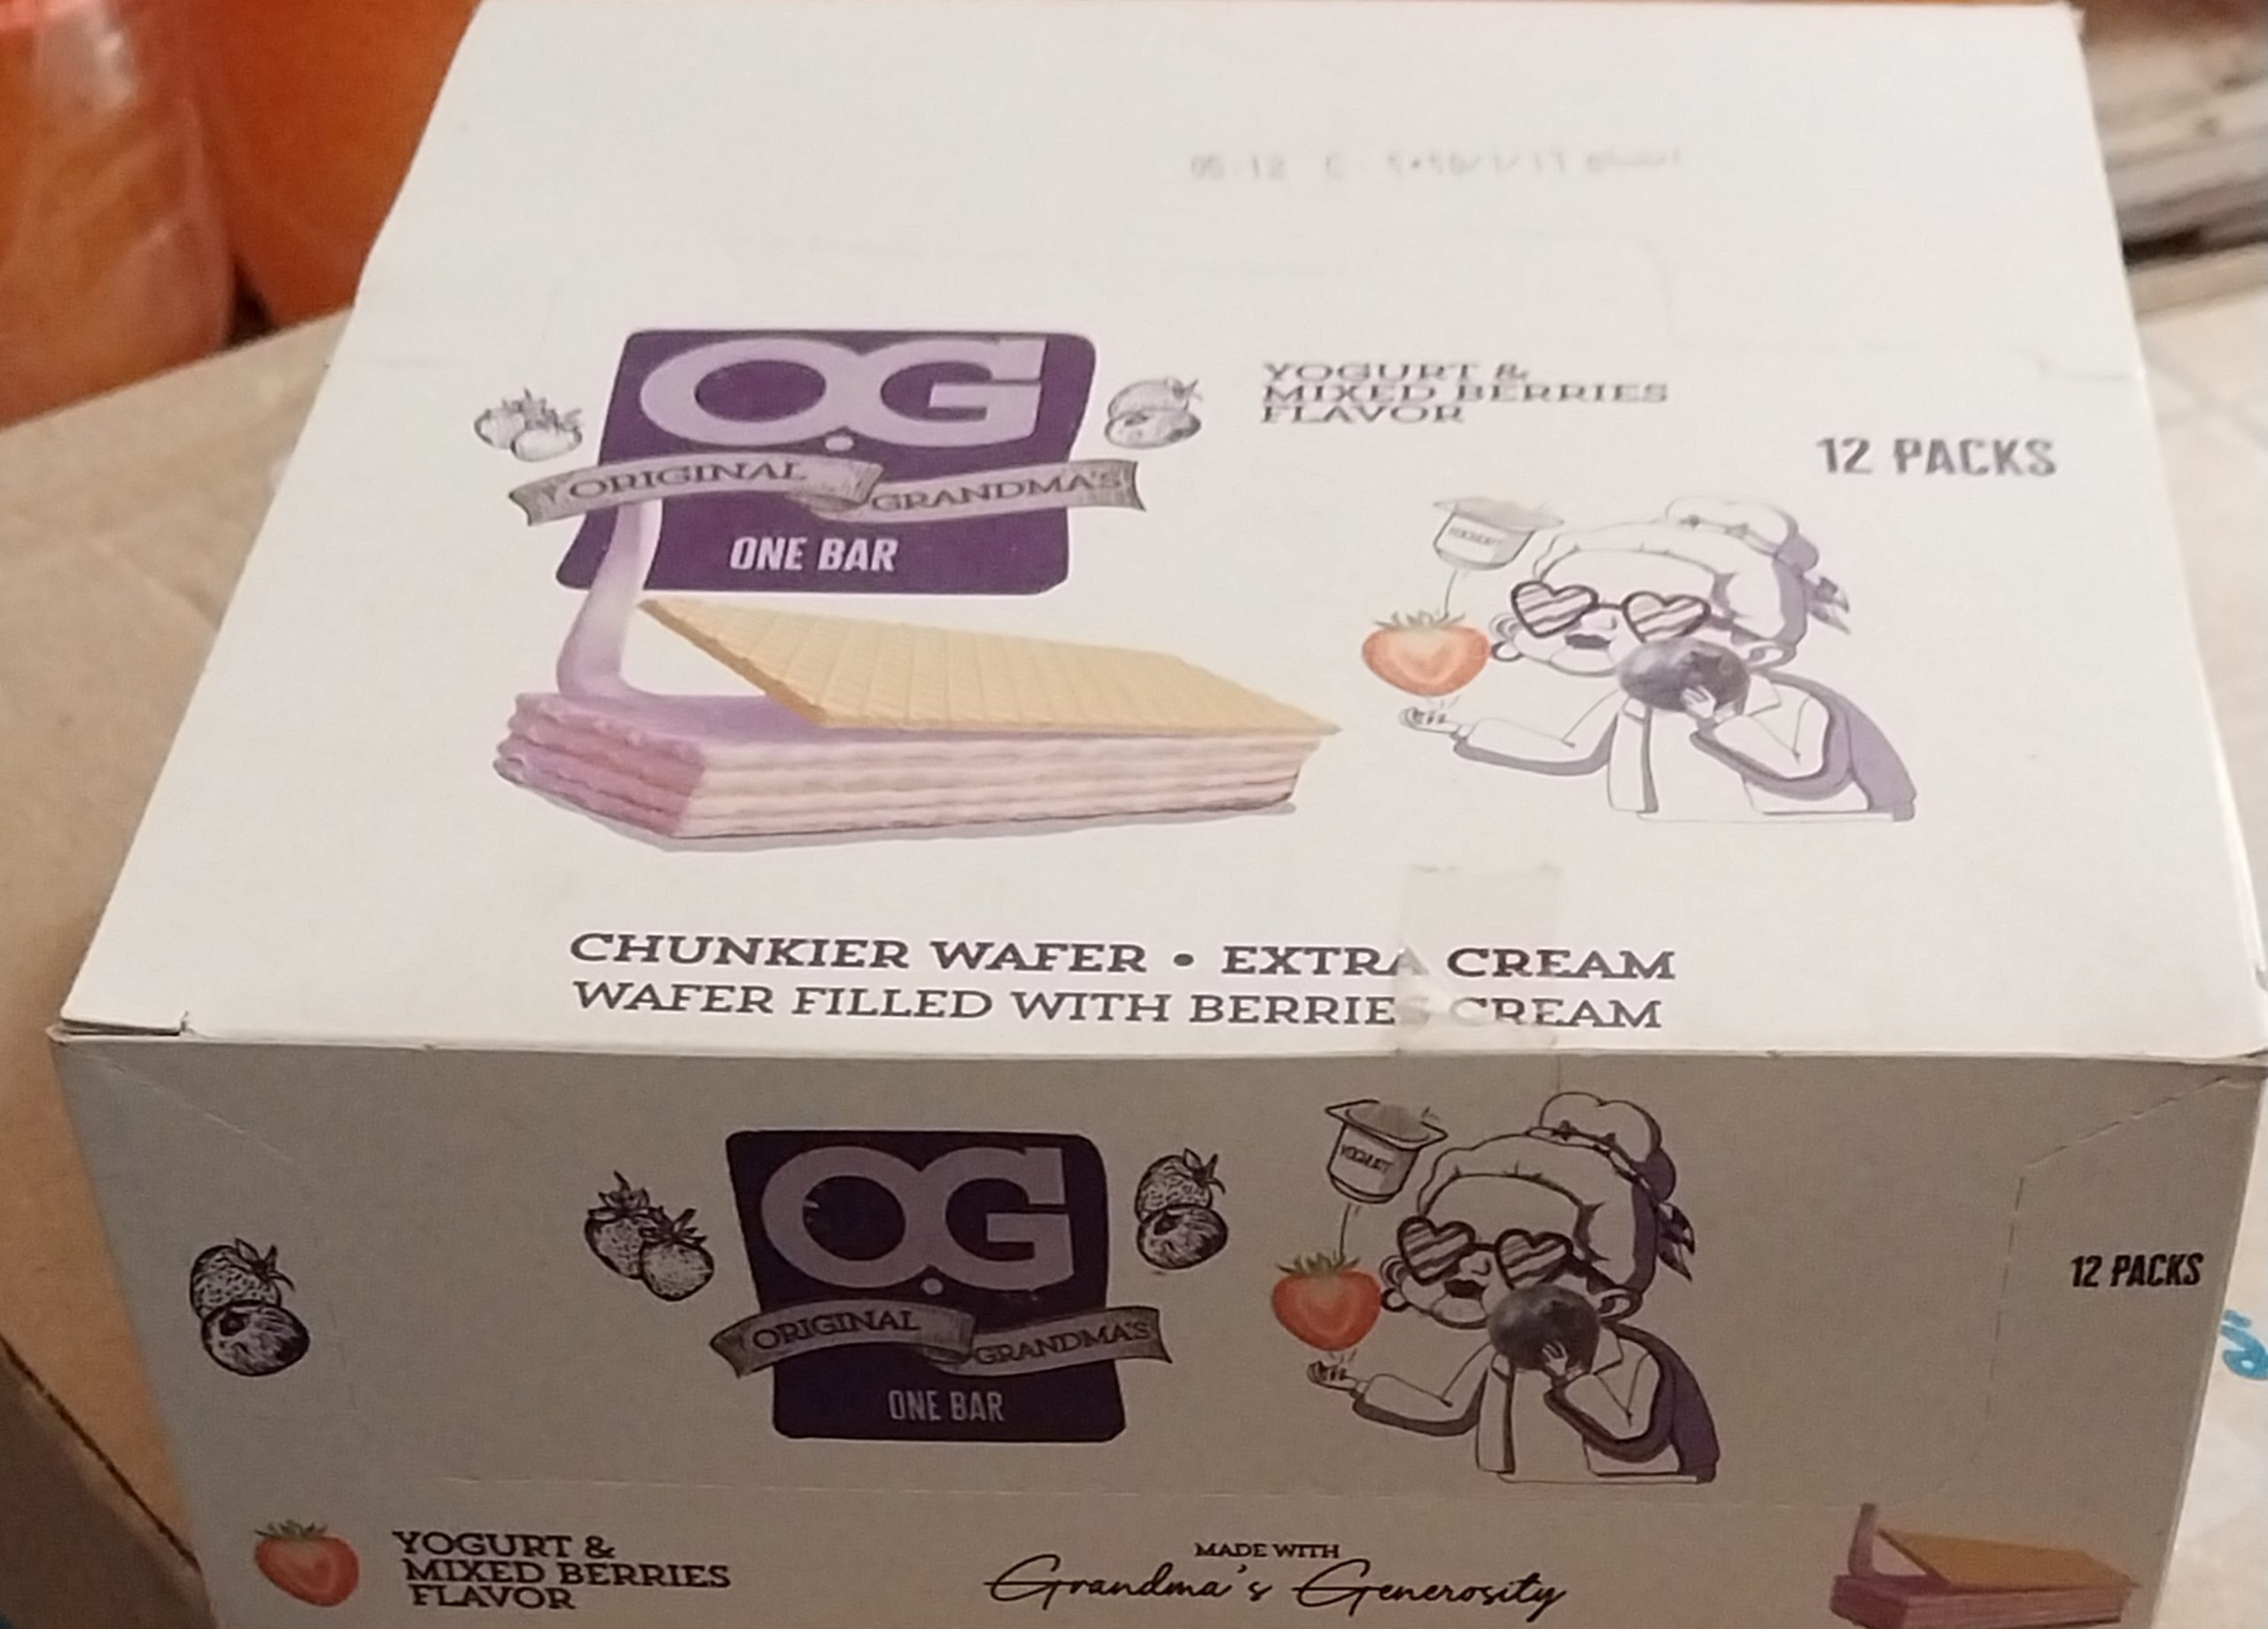 O.G
ORIGINAL GRANDMA'S
ONE BAR
YOGURT &
MIXED BERRIES
FLAVOR
12 PACKS
CHUNKIER WAFER • EXTRA CREAM
WAFER FILLED WITH BERRIES CREAM
O.G
ORIGINAL GRANDMA'S
ONE BAR
12 PACKS
YOGURT &
MIXED BERRIES
FLAVOR
MADE WITH
Grandma's Generosity